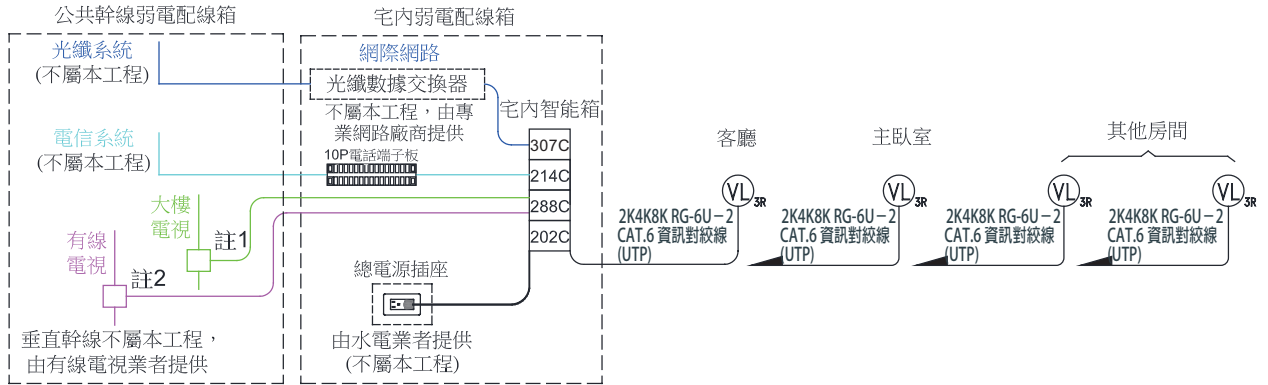 公共幹線弱電配線箱
光纖系統
(不屬本工程)
電信系統
(不屬本工程)
大樓
電視
註1
有線
電視
註2
垂直幹線不屬本工程，
由有線電視業者提供
宅內弱電配線箱
網際網路
光纖數據交換器
不屬本工程，由專
業網路廠商提供
10P電話端子板
宅內智能箱
307C
214C
288C
202C
總電源插座
由水電業者提供
(不屬本工程)
客廳
VL
3R
2K4K8K RG-6U－2
CAT.6 資訊對絞線
(UTP)
主臥室
VL
3R
2K4K8K RG-6U－2
CAT.6 資訊對絞線
(UTP)
其他房間
VL
3R
2K4K8K RG-6U－2
CAT.6 資訊對絞線
(UTP)
VL
3R
2K4K8K RG-6U－2
CAT.6 資訊對絞線
(UTP)